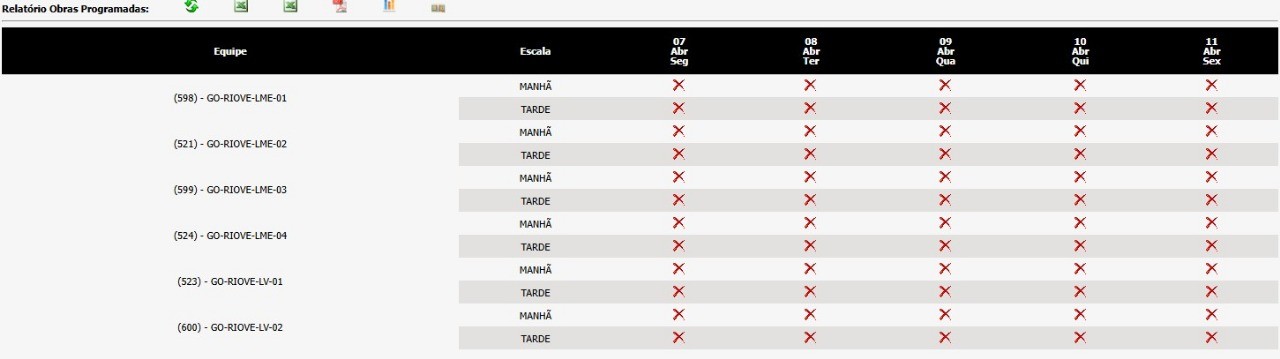 Relatório Obras Programadas:
Equipe Escala 07 Abr Seg 08 Abr Ter 09 Abr Qua 10 Abr Qui 11 Abr Sex
(598) - GO-RIOVE-LME-01 MANHÃ
TARDE
(521) - GO-RIOVE-LME-02 MANHÃ
TARDE
(599) - GO-RIOVE-LME-03 MANHÃ
TARDE
(524) - GO-RIOVE-LME-04 MANHÃ
TARDE
(523) - GO-RIOVE-LV-01 MANHÃ
TARDE
(600) - GO-RIOVE-LV-02 MANHÃ
TARDE